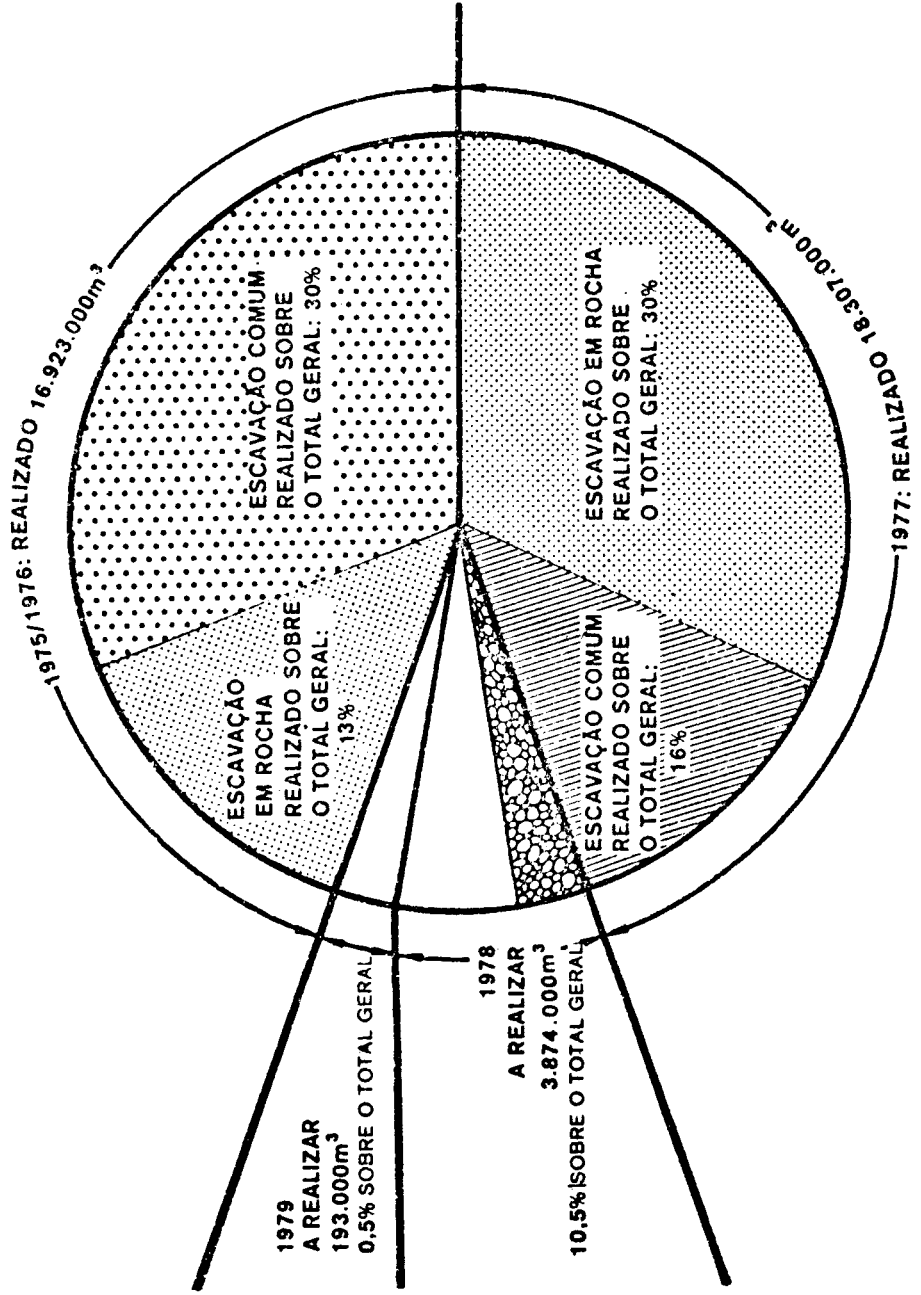 1975/1976: REALIZADO 16.923.000m³
ESCAVAÇÃO COMUM
REALIZADO SOBRE
O TOTAL GERAL: 30%
ESCAVAÇÃO
EM ROCHA
REALIZADO SOBRE
O TOTAL GERAL:
13%
1979
A REALIZAR
193.000m³
0,5% SOBRE O TOTAL GERAL
1978
A REALIZAR
3.874.000m³
10,5% SOBRE O TOTAL GERAL
ESCAVAÇÃO COMUM
REALIZADO SOBRE
O TOTAL GERAL:
16%
ESCAVAÇÃO EM ROCHA
REALIZADO SOBRE
O TOTAL GERAL: 30%
1977: REALIZADO 18.307.000m³